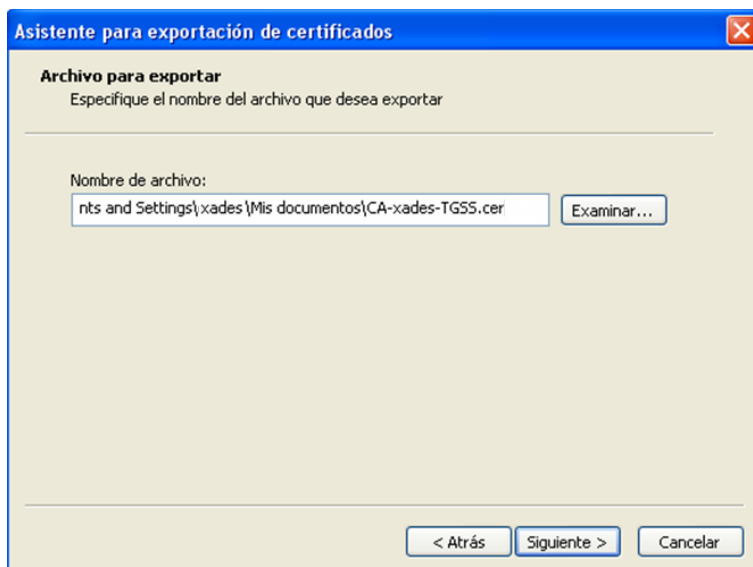 Asistente para exportación de certificados
Archivo para exportar
Especifique el nombre del archivo que desea exportar
Nombre de archivo:
nts and Settings\xades\Mis documentos\CA-xades-TGSS.cer
Examinar...
< Atrás Siguiente > Cancelar